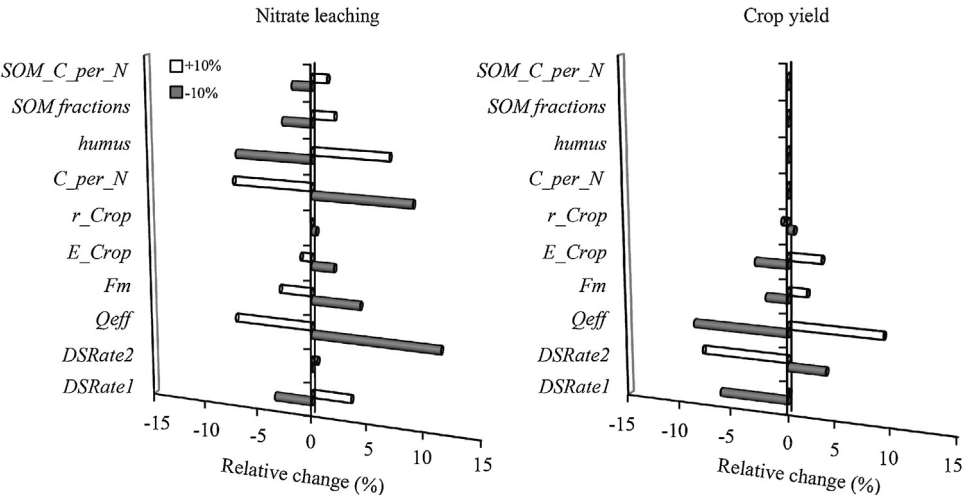 Nitrate leaching
+10%
-10%
SOM_C_per_N
SOM fractions
humus
C_per_N
r_Crop
E_Crop
Fm
Qeff
DSRate2
DSRate1
-15
-10
-5
0
5
10
15
Relative change (%)
Crop yield
SOM_C_per_N
SOM fractions
humus
C_per_N
r_Crop
E_Crop
Fm
Qeff
DSRate2
DSRate1
-15
-10
-5
0
5
10
15
Relative change (%)